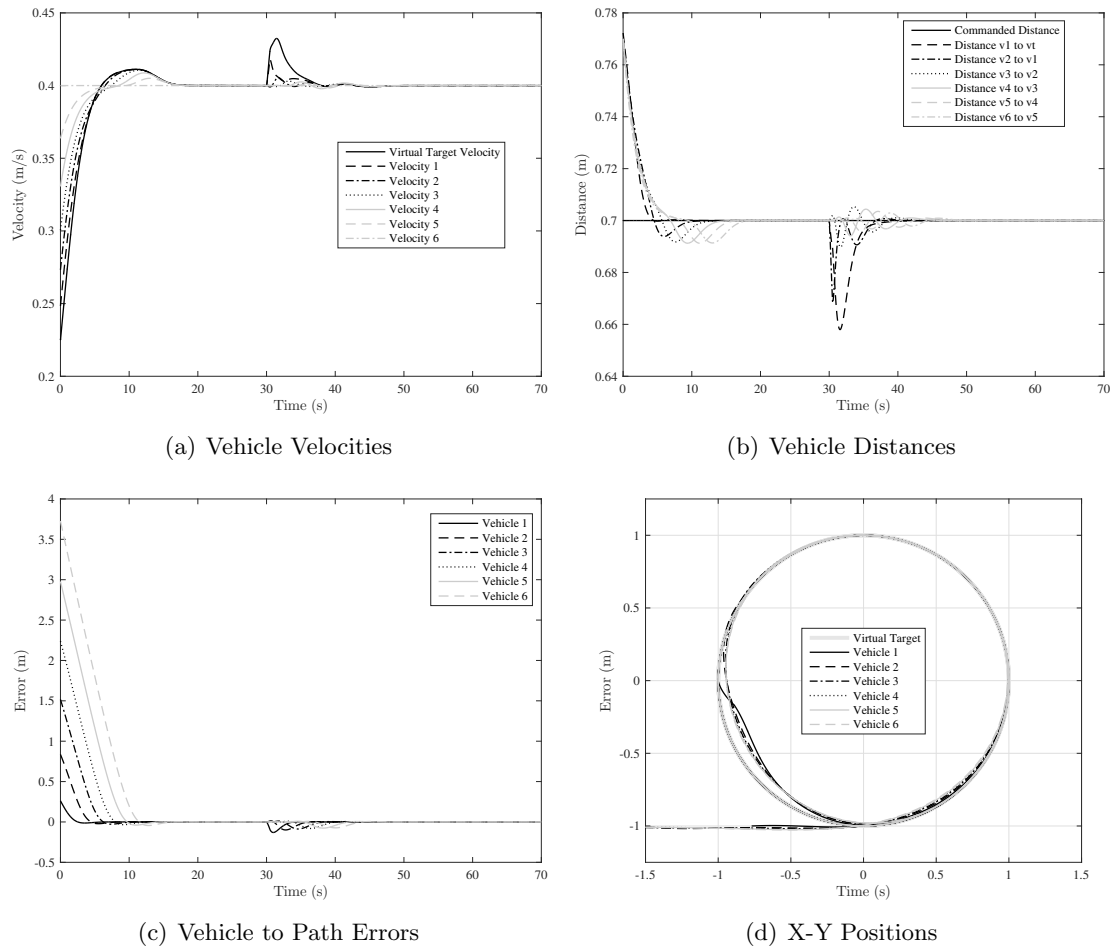 0.45
0.4
0.35
0.3
0.25
0.2
Velocity (m/s)
Virtual Target Velocity
Velocity 1
Velocity 2
Velocity 3
Velocity 4
Velocity 5
Velocity 6
0 10 20 30 40 50 60 70
Time (s)
(a) Vehicle Velocities
0.78
0.76
0.74
0.72
0.7
0.68
0.66
0.64
Distance (m)
Commanded Distance
Distance v1 to vt
Distance v2 to v1
Distance v3 to v2
Distance v4 to v3
Distance v5 to v4
Distance v6 to v5
0 10 20 30 40 50 60 70
Time (s)
(b) Vehicle Distances
4
3.5
3
2.5
2
1.5
1
0.5
0
-0.5
Error (m)
Vehicle 1
Vehicle 2
Vehicle 3
Vehicle 4
Vehicle 5
Vehicle 6
0 10 20 30 40 50 60 70
Time (s)
(c) Vehicle to Path Errors
1
0.5
0
-0.5
-1
Error (m)
Virtual Target
Vehicle 1
Vehicle 2
Vehicle 3
Vehicle 4
Vehicle 5
Vehicle 6
-1.5 -1 -0.5 0 0.5 1 1.5
Time (s)
(d) X-Y Positions